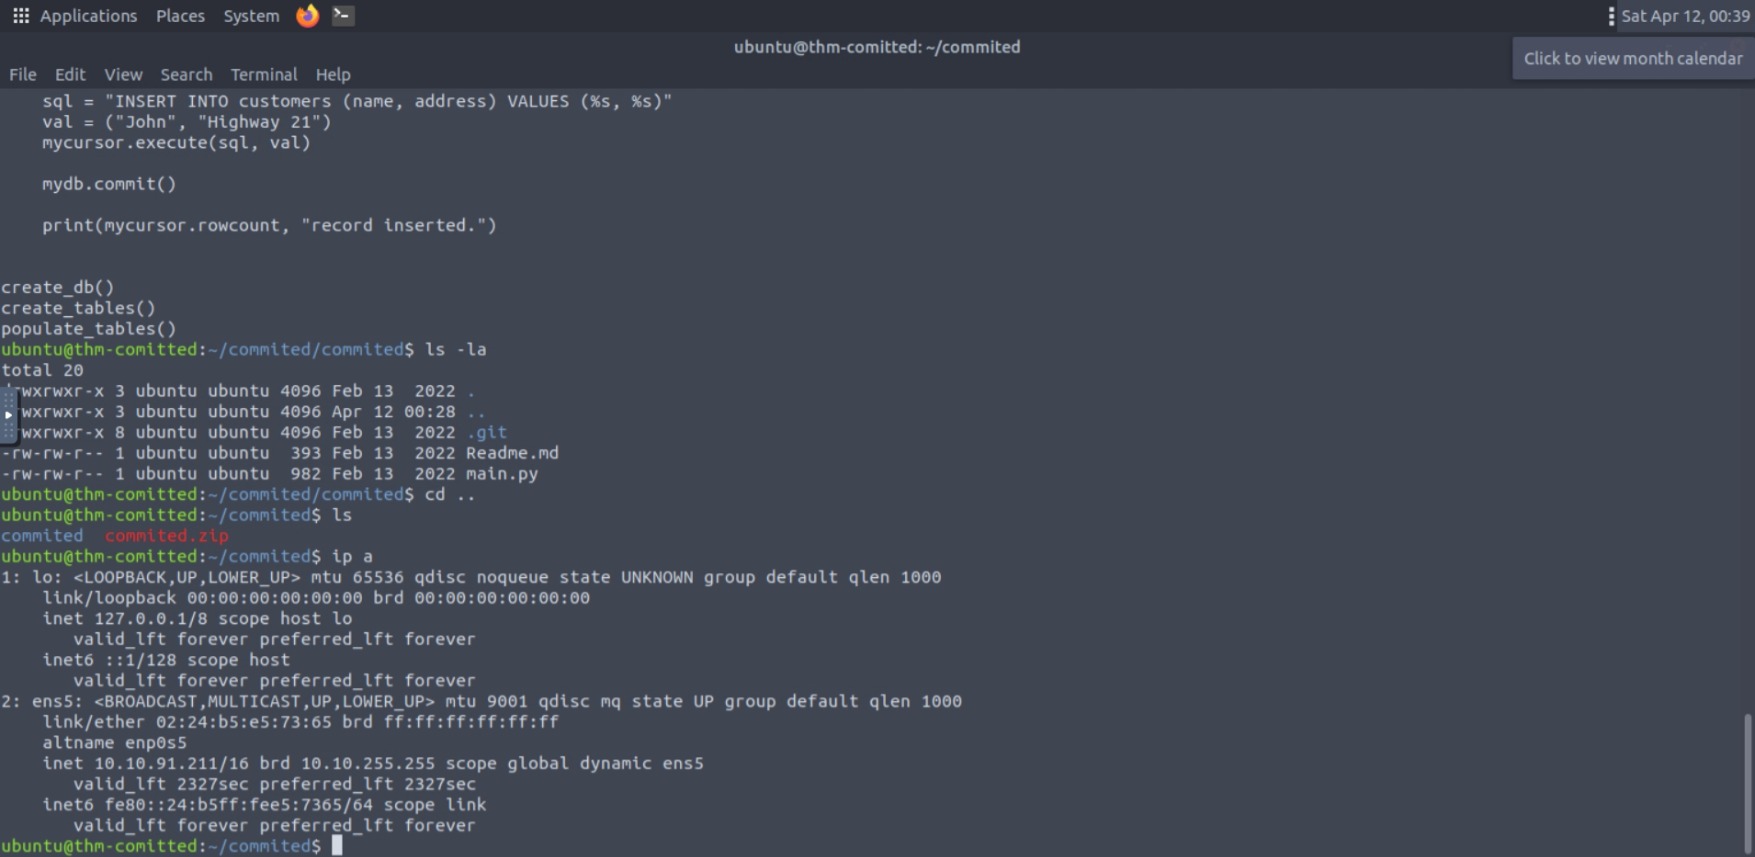 Applications Places System Sat Apr 12, 00:39
ubuntu@thm-comitted: ~/commited
Click to view month calendar
File Edit View Search Terminal Help
    sql = "INSERT INTO customers (name, address) VALUES (%s, %s)"
    val = ("John", "Highway 21")
    mycursor.execute(sql, val)
    mydb.commit()
    print(mycursor.rowcount, "record inserted.")
create_db()
create_tables()
populate_tables()
ubuntu@thm-comitted:~/commited/commited$ ls -la
total 20
drwxrwxr-x 3 ubuntu ubuntu 4096 Feb 13  2022 .
wxrwxr-x 3 ubuntu ubuntu 4096 Apr 12 00:28 ..
wxrwxr-x 8 ubuntu ubuntu 4096 Feb 13  2022 .git
-rw-rw-r-- 1 ubuntu ubuntu  393 Feb 13  2022 Readme.md
-rw-rw-r-- 1 ubuntu ubuntu  982 Feb 13  2022 main.py
ubuntu@thm-comitted:~/commited/commited$ cd ..
ubuntu@thm-comitted:~/commited$ ls
commited  commited.zip
ubuntu@thm-comitted:~/commited$ ip a
1: lo: <LOOPBACK,UP,LOWER_UP> mtu 65536 qdisc noqueue state UNKNOWN group default qlen 1000
    link/loopback 00:00:00:00:00:00 brd 00:00:00:00:00:00
    inet 127.0.0.1/8 scope host lo
       valid_lft forever preferred_lft forever
    inet6 ::1/128 scope host
       valid_lft forever preferred_lft forever
2: ens5: <BROADCAST,MULTICAST,UP,LOWER_UP> mtu 9001 qdisc mq state UP group default qlen 1000
    link/ether 02:24:b5:e5:73:65 brd ff:ff:ff:ff:ff:ff
    altname enp0s5
    inet 10.10.91.211/16 brd 10.10.255.255 scope global dynamic ens5
       valid_lft 2327sec preferred_lft 2327sec
    inet6 fe80::24:b5ff:fee5:7365/64 scope link
       valid_lft forever preferred_lft forever
ubuntu@thm-comitted:~/commited$